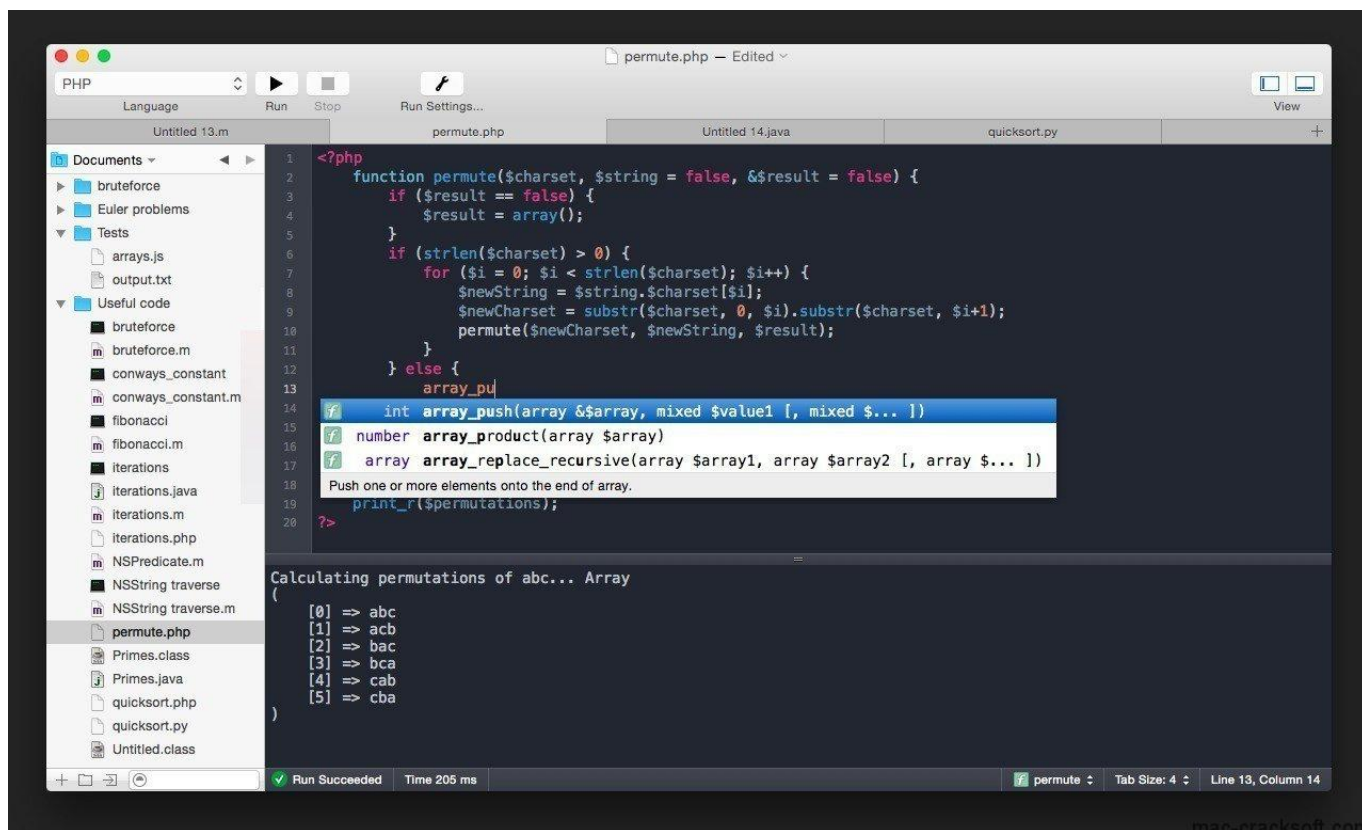 permute.php — Edited
PHP
Language
Run
Stop
Run Settings...
View
Untitled 13.m
permute.php
Untitled 14.java
quicksort.py
+
Documents
bruteforce
Euler problems
Tests
arrays.js
output.txt
Useful code
bruteforce
bruteforce.m
conways_constant
conways_constant.m
fibonacci
fibonacci.m
iterations
iterations.java
iterations.m
iterations.php
NSPredicate.m
NSString traverse
NSString traverse.m
permute.php
Primes.class
Primes.java
quicksort.php
quicksort.py
Untitled.class
1 <?php
2 function permute($charset, $string = false, &$result = false) {
3 if ($result == false) {
4 $result = array();
5 }
6 if (strlen($charset) > 0) {
7 for ($i = 0; $i < strlen($charset); $i++) {
8 $newString = $string.$charset[$i];
9 $newCharset = substr($charset, 0, $i).substr($charset, $i+1);
10 permute($newCharset, $newString, $result);
11 }
12 } else {
13 array_pu
14 int array_push(array &$array, mixed $value1 [, mixed $... ])
15
16 number array_product(array $array)
17 array array_replace_recursive(array $array1, array $array2 [, array $... ])
18 Push one or more elements onto the end of array.
19 print_r($permutations);
20 ?>
Calculating permutations of abc... Array
(
[0] => abc
[1] => acb
[2] => bac
[3] => bca
[4] => cab
[5] => cba
)
Run Succeeded
Time 205 ms
permute
Tab Size: 4
Line 13, Column 14
mac-cracksoft.com